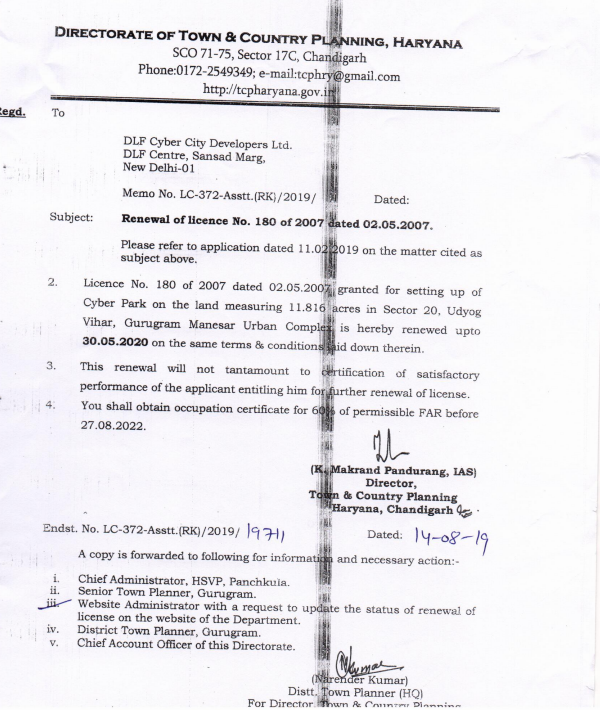 DIRECTORATE OF TOWN & COUNTRY PLANNING, HARYANA
SCO 71-75, Sector 17C, Chandigarh
Phone:0172-2549349; e-mail:tcphry@gmail.com
http://tcpharyana.gov.in
Regd.
To
DLF Cyber City Developers Ltd.
DLF Centre, Sansad Marg,
New Delhi-01
Memo No. LC-372-Asstt.(RK)/2019/ Dated:
Subject: Renewal of licence No. 180 of 2007 dated 02.05.2007.
Please refer to application dated 11.02.2019 on the matter cited as
subject above.
2. Licence No. 180 of 2007 dated 02.05.2007 granted for setting up of
Cyber Park on the land measuring 11.816 acres in Sector 20, Udyog
Vihar, Gurugram Manesar Urban Complex is hereby renewed upto
30.05.2020 on the same terms & conditions laid down therein.
3. This renewal will not tantamount to certification of satisfactory
performance of the applicant entitling him for further renewal of license.
4. You shall obtain occupation certificate for 60% of permissible FAR before
27.08.2022.
(K. Makrand Pandurang, IAS)
Director,
Town & Country Planning
Haryana, Chandigarh
Endst. No. LC-372-Asstt.(RK)/2019/ 19711 Dated: 14-08-19
A copy is forwarded to following for information and necessary action:-
i. Chief Administrator, HSVP, Panchkula.
ii. Senior Town Planner, Gurugram.
iii. Website Administrator with a request to update the status of renewal of
license on the website of the Department.
iv. District Town Planner, Gurugram.
v. Chief Account Officer of this Directorate.
(Narender Kumar)
Distt. Town Planner (HQ)
For Director, Town & Country Planning